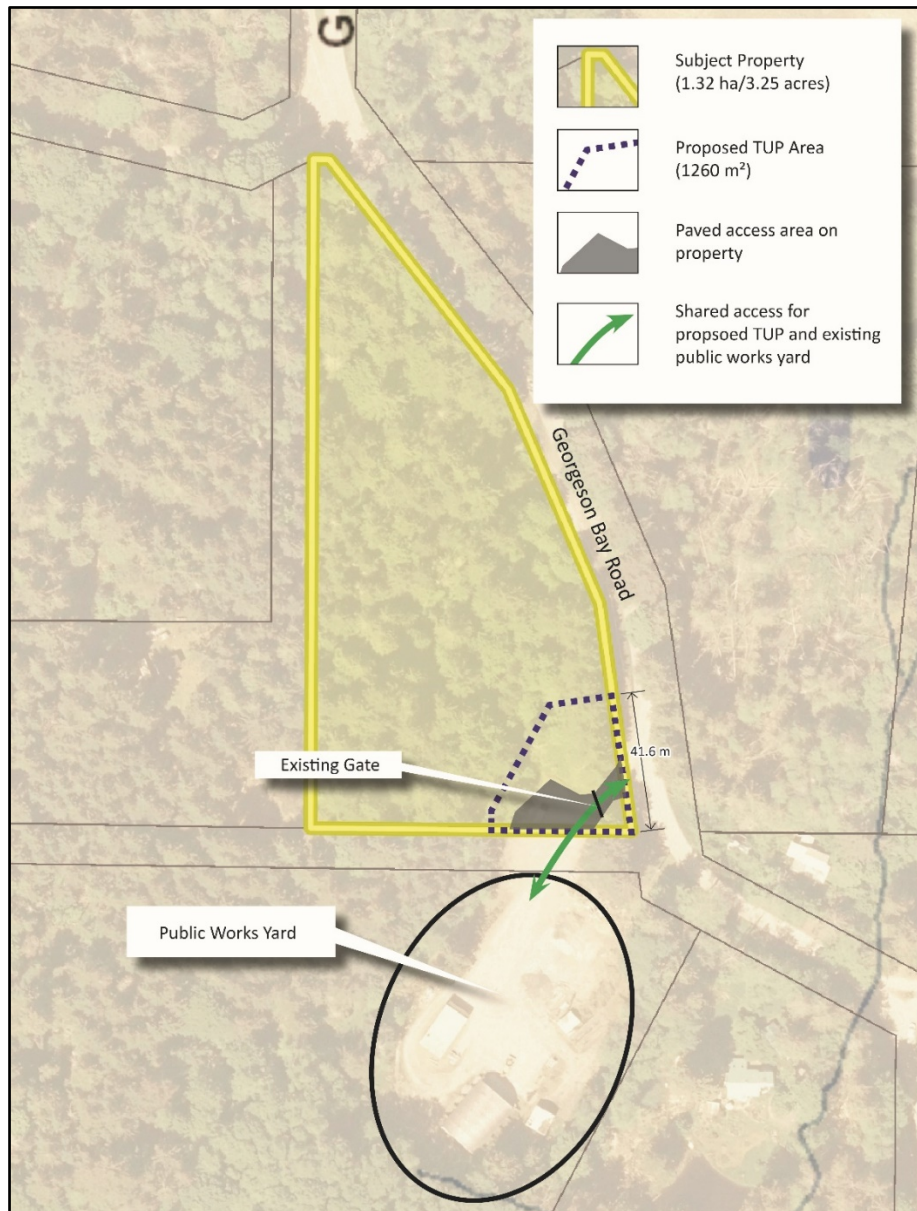 G
Subject Property
(1.32 ha/3.25 acres)
Proposed TUP Area
(1260 m²)
Paved access area on
property
Shared access for
propsoed TUP and existing
public works yard
Georgeson Bay Road
41.6 m
Existing Gate
Public Works Yard